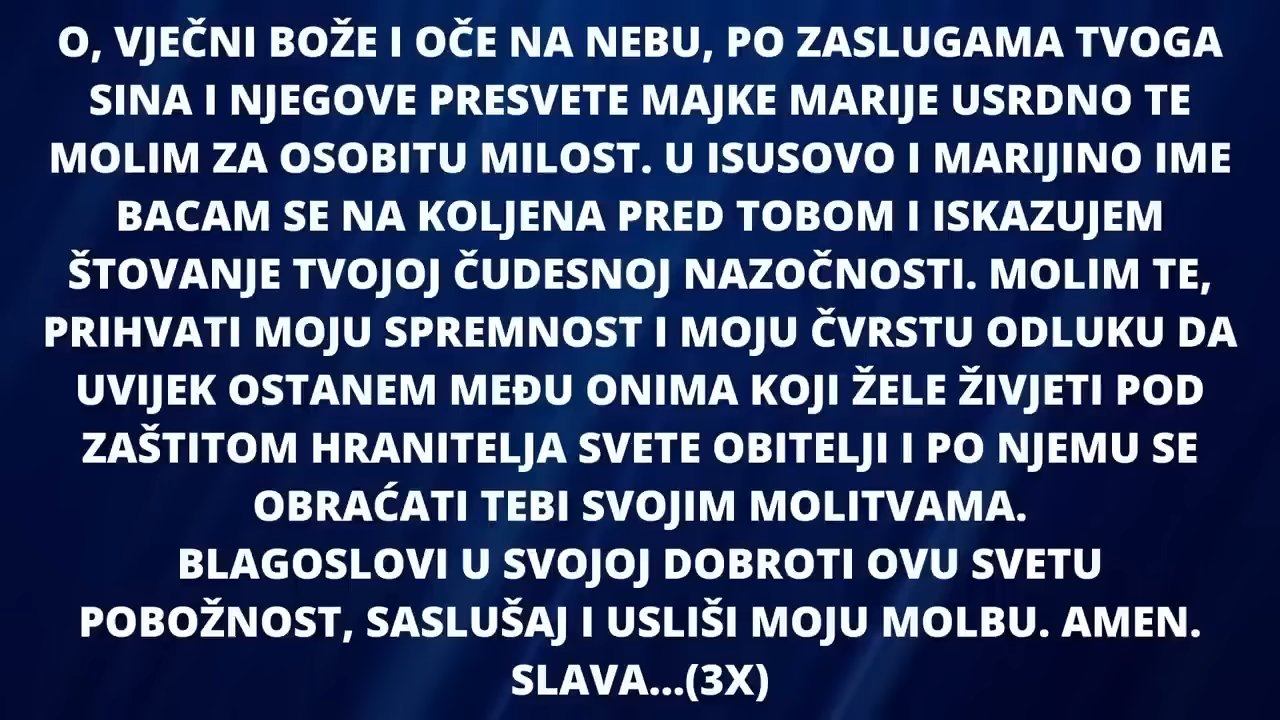 O, VJEČNI BOŽE I OČE NA NEBU, PO ZASLUGAMA TVOGA
SINA I NJEGOVE PRESVETE MAJKE MARIJE USRDNO TE
MOLIM ZA OSOBITU MILOST. U ISUSOVO I MARIJINO IME
BACAM SE NA KOLJENA PRED TOBOM I ISKAZUJEM
ŠTOVANJE TVOJOJ ČUDESNOJ NAZOČNOSTI. MOLIM TE,
PRIHVATI MOJU SPREMNOST I MOJU ČVRSTU ODLUKU DA
UVIJEK OSTANEM MEĐU ONIMA KOJI ŽELE ŽIVJETI POD
ZAŠTITOM HRANITELJA SVETE OBITELJI I PO NJEMU SE
OBRAĆATI TEBI SVOJIM MOLITVAMA.
BLAGOSLOVI U SVOJOJ DOBROTI OVU SVETU
POBOŽNOST, SASLUŠAJ I USLIŠI MOJU MOLBU. AMEN.
SLAVA...(3X)